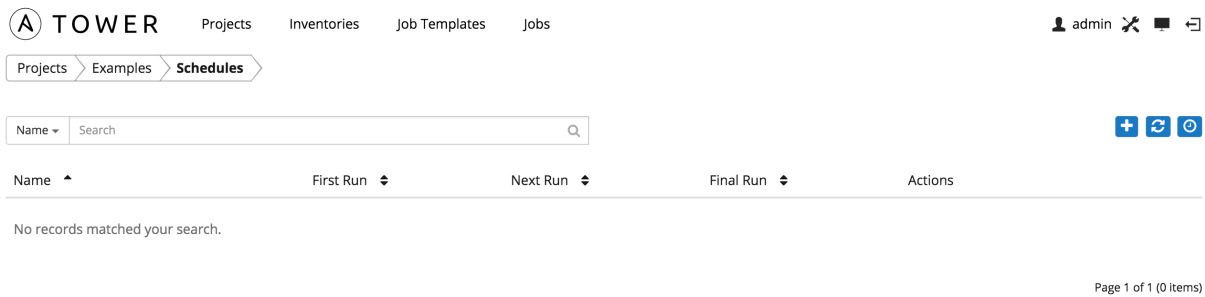 A TOWER Projects Inventories Job Templates Jobs admin
Projects Examples Schedules
Name Search
Name First Run Next Run Final Run Actions
No records matched your search.
Page 1 of 1 (0 items)